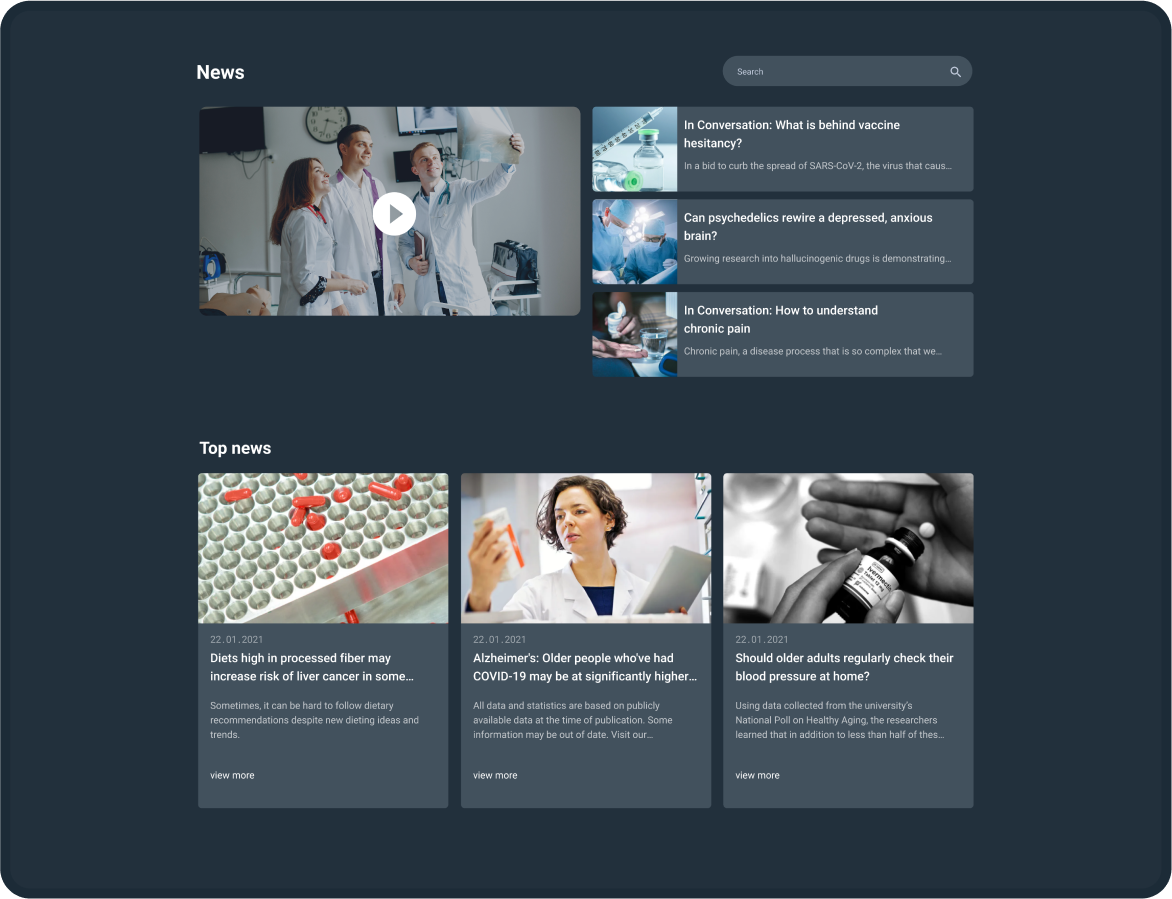 News
Search
In Conversation: What is behind vaccine
hesitancy?
In a bid to curb the spread of SARS-CoV-2, the virus that caus...
Can psychedelics rewire a depressed, anxious
brain?
Growing research into hallucinogenic drugs is demonstrating...
In Conversation: How to understand
chronic pain
Chronic pain, a disease process that is so complex that we...
Top news
22.01.2021
Diets high in processed fiber may
increase risk of liver cancer in some...
Sometimes, it can be hard to follow dietary
recommendations despite new dieting ideas and
trends.
view more
22.01.2021
Alzheimer's: Older people who've had
COVID-19 may be at significantly higher...
All data and statistics are based on publicly
available data at the time of publication. Some
information may be out of date. Visit our...
view more
Ivermectin
22.01.2021
Should older adults regularly check their
blood pressure at home?
Using data collected from the university's
National Poll on Healthy Aging, the researchers
learned that in addition to less than half of thes...
view more